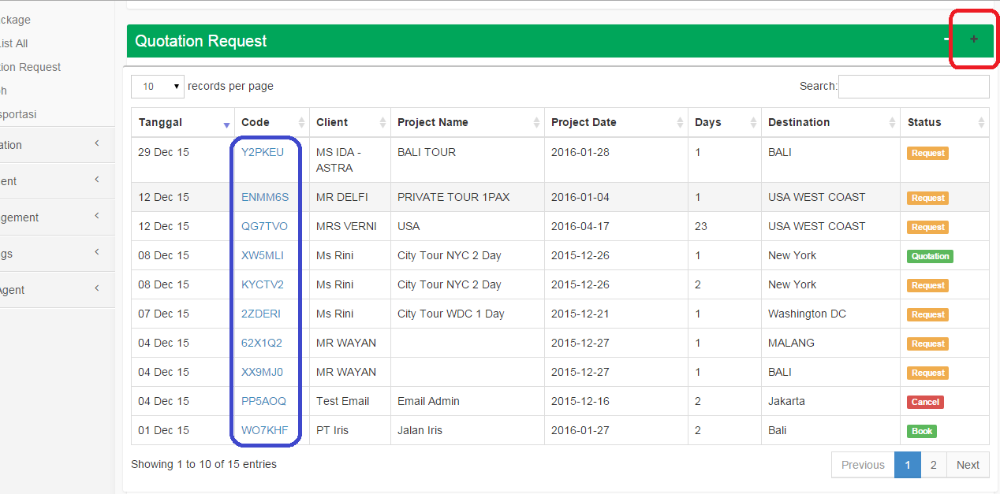 ckage
ist All
tion Request
h
sportasi
ation
ent
gement
gs
Agent
Quotation Request - +
10 records per page Search:
Tanggal Code Client Project Name Project Date Days Destination Status
29 Dec 15 Y2PKEU MS IDA - BALI TOUR 2016-01-28 1 BALI Request
ASTRA
12 Dec 15 ENMM6S MR DELFI PRIVATE TOUR 1PAX 2016-01-04 1 USA WEST COAST Request
12 Dec 15 QG7TVO MRS VERNI USA 2016-04-17 23 USA WEST COAST Request
08 Dec 15 XW5MLI Ms Rini City Tour NYC 2 Day 2015-12-26 1 New York Quotation
08 Dec 15 KYCTV2 Ms Rini City Tour NYC 2 Day 2015-12-26 2 New York Request
07 Dec 15 2ZDERI Ms Rini City Tour WDC 1 Day 2015-12-21 1 Washington DC Request
04 Dec 15 62X1Q2 MR WAYAN 2015-12-27 1 MALANG Request
04 Dec 15 XX9MJ0 MR WAYAN 2015-12-27 1 BALI Request
04 Dec 15 PP5AOQ Test Email Email Admin 2015-12-16 2 Jakarta Cancel
01 Dec 15 WO7KHF PT Iris Jalan Iris 2016-01-27 2 Bali Book
Showing 1 to 10 of 15 entries Previous 1 2 Next